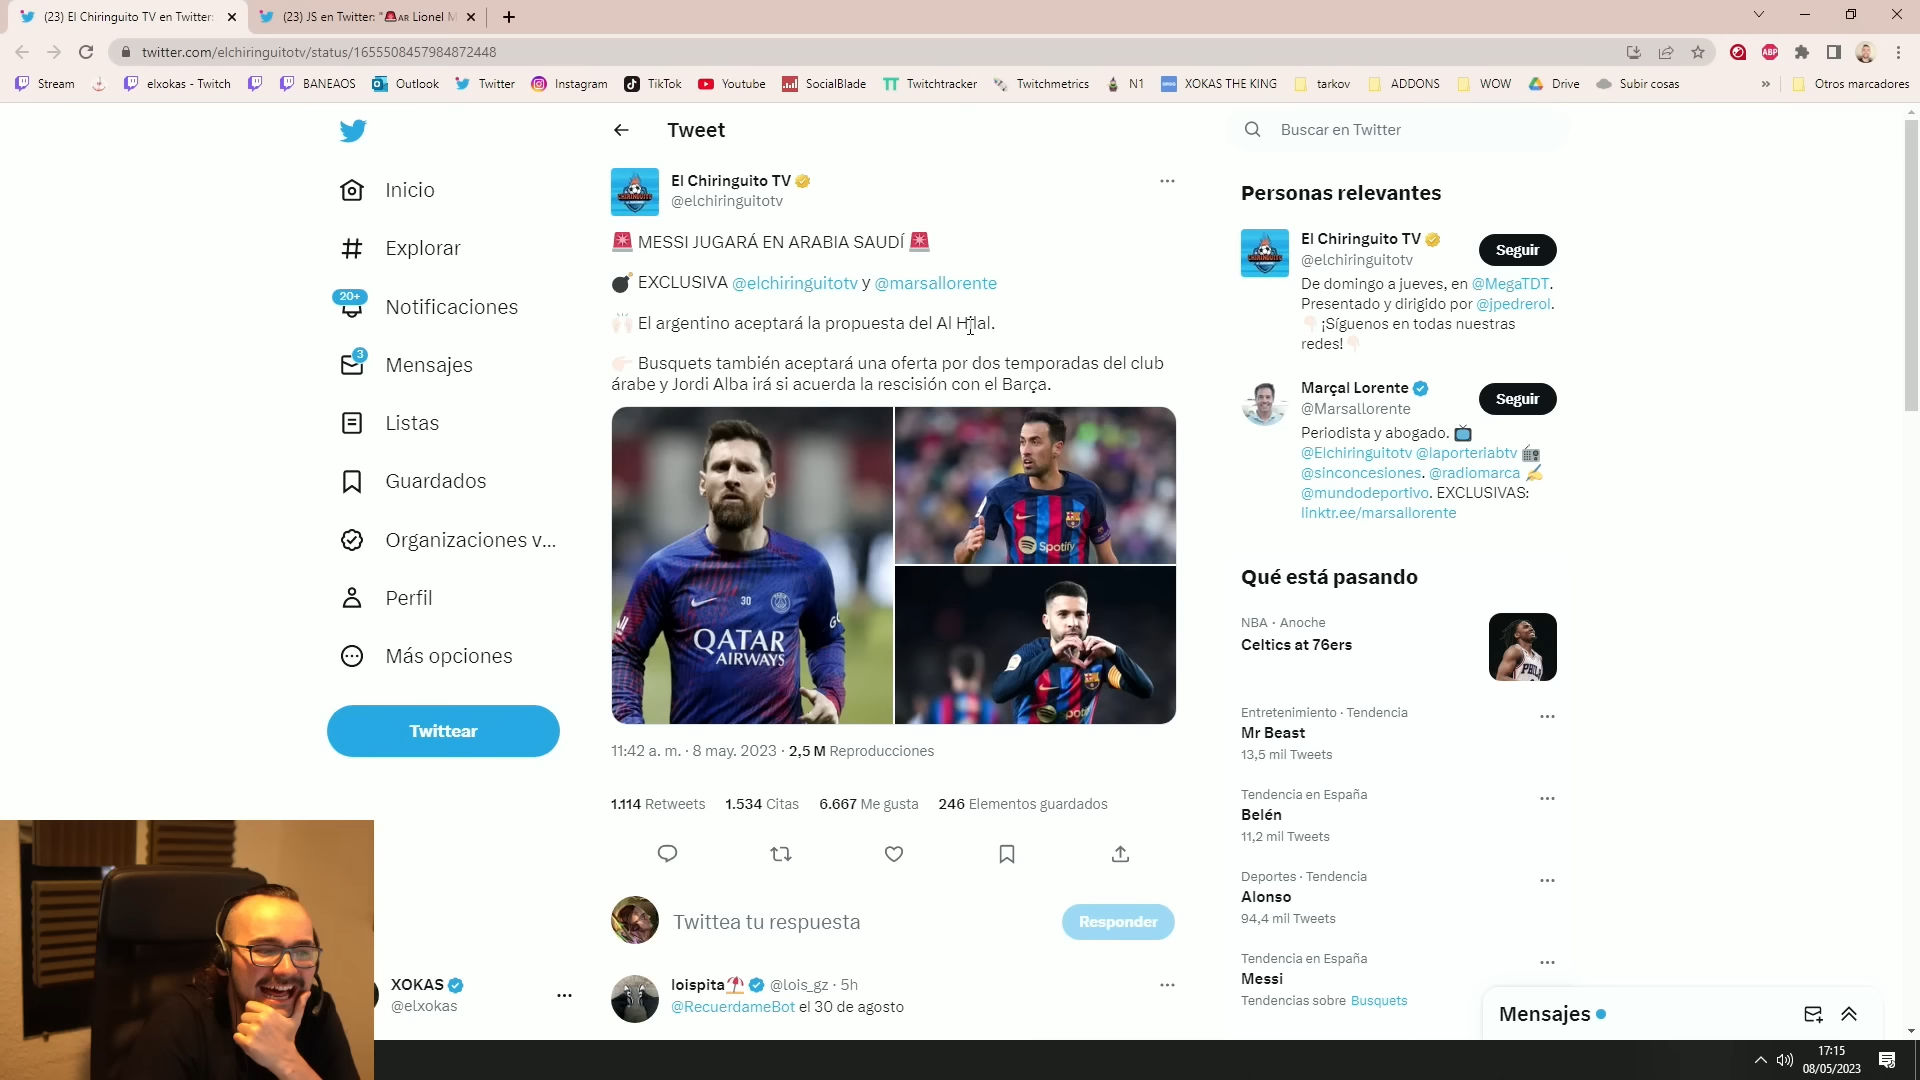 (23) El Chiringuito TV en Twitter:
(23) JS en Twitter: "🚨AR Lionel M
twitter.com/elchiringuitotv/status/1655508457984872448
Stream
elxokas - Twitch
BANEAOS
Outlook
Twitter
Instagram
TikTok
Youtube
SocialBlade
Twitchtracker
Twitchmetrics
N1
XOKAS THE KING
tarkov
ADDONS
WOW
Drive
Subir cosas
»
Otros marcadores
Inicio
Explorar
20+
Notificaciones
3
Mensajes
Listas
Guardados
Organizaciones v...
Perfil
Más opciones
Twittear
XOKAS
@elxokas
Tweet
El Chiringuito TV
@elchiringuitotv
🚨 MESSI JUGARÁ EN ARABIA SAUDÍ 🚨
💣 EXCLUSIVA @elchiringuitotv y @marsallorente
🙌🏻 El argentino aceptará la propuesta del Al Hilal.
👉🏻 Busquets también aceptará una oferta por dos temporadas del club
árabe y Jordi Alba irá si acuerda la rescisión con el Barça.
30
QATAR
AIRWAYS
Spotify
11:42 a. m. · 8 may. 2023 · 2,5 M Reproducciones
1.114 Retweets 1.534 Citas 6.667 Me gusta 246 Elementos guardados
Twittea tu respuesta
Responder
loispita⛱ @lois_gz · 5h
@RecuerdameBot el 30 de agosto
Buscar en Twitter
Personas relevantes
El Chiringuito TV
@elchiringuitotv
Seguir
De domingo a jueves, en @MegaTDT.
Presentado y dirigido por @jpedrerol.
👇🏻¡Síguenos en todas nuestras
redes!👇🏻
Marçal Lorente
@Marsallorente
Seguir
Periodista y abogado. 📺
@Elchiringuitotv @laporteriabtv 📻
@sinconcesiones. @radiomarca ✍
@mundodeportivo. EXCLUSIVAS:
linktr.ee/marsallorente
Qué está pasando
NBA · Anoche
Celtics at 76ers
Entretenimiento · Tendencia
Mr Beast
13,5 mil Tweets
Tendencia en España
Belén
11,2 mil Tweets
Deportes · Tendencia
Alonso
94,4 mil Tweets
Tendencia en España
Messi
Tendencias sobre Busquets
Mensajes
17:15
08/05/2023